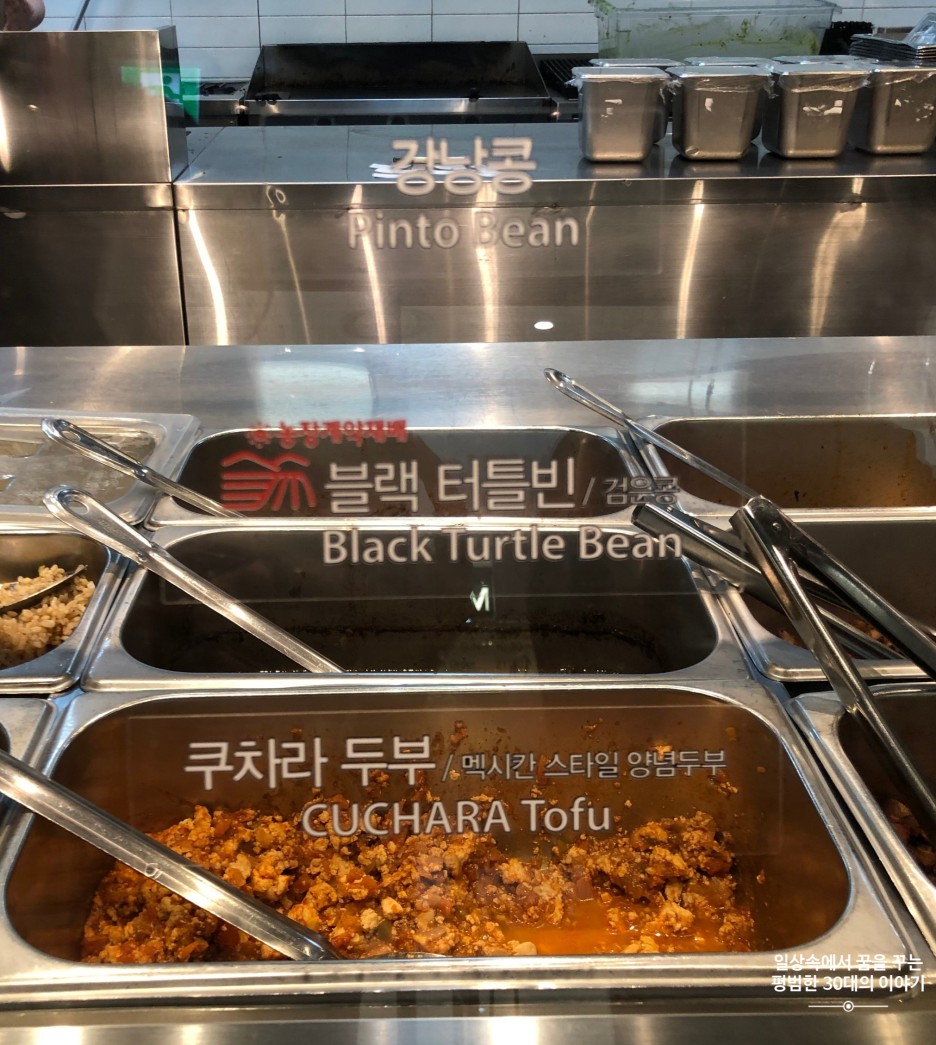 강낭콩
Pinto Bean
농장계약재배
블랙 터틀빈 / 검은콩
Black Turtle Bean
쿠차라 두부 / 멕시칸 스타일 양념두부
CUCHARA Tofu
일상속에서 꿈을 꾸는
평범한 30대의 이야기